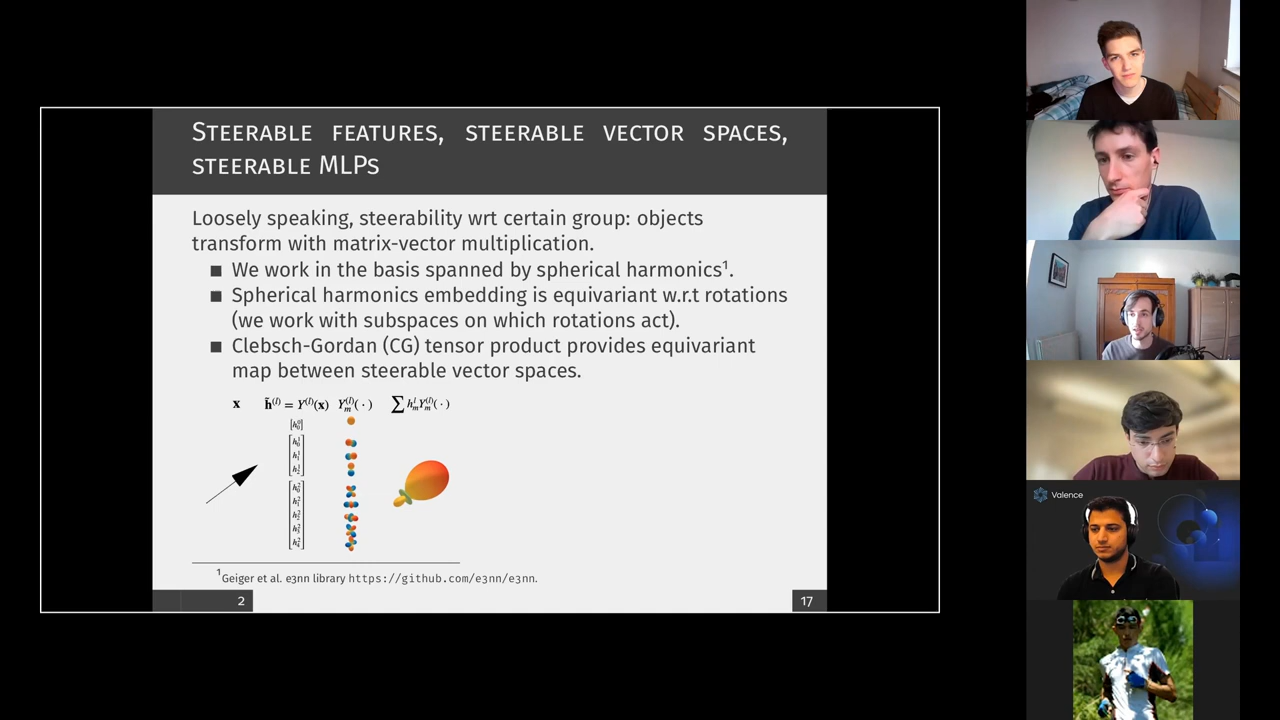 STEERABLE FEATURES, STEERABLE VECTOR SPACES,
STEERABLE MLPS
Loosely speaking, steerability wrt certain group: objects
transform with matrix-vector multiplication.
■ We work in the basis spanned by spherical harmonics¹.
■ Spherical harmonics embedding is equivariant w.r.t rotations
(we work with subspaces on which rotations act).
■ Clebsch-Gordan (CG) tensor product provides equivariant
map between steerable vector spaces.
x h̃⁽ˡ⁾ = Y⁽ˡ⁾(x) Yₘ⁽ˡ⁾(·) ∑ hₘˡYₘ⁽ˡ⁾(·)
¹Geiger et al. e3nn library https://github.com/e3nn/e3nn.
2 17
Valence